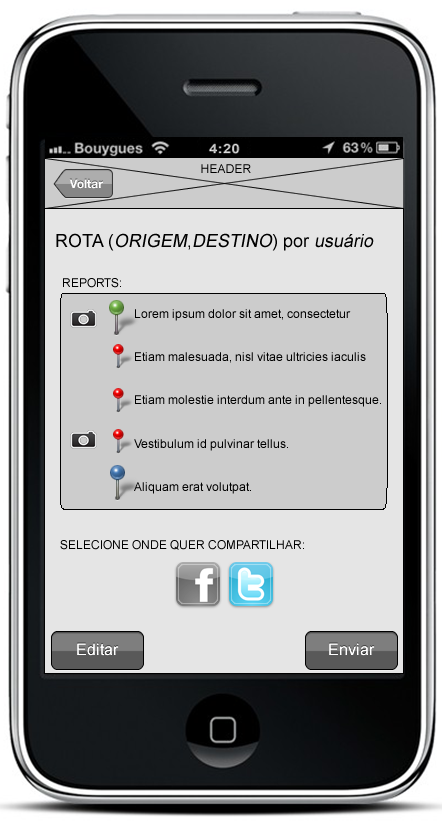 Bouygues 4:20 63%
HEADER
Voltar
ROTA (ORIGEM,DESTINO) por usuário
REPORTS:
Lorem ipsum dolor sit amet, consectetur
Etiam malesuada, nisl vitae ultricies iaculis
Etiam molestie interdum ante in pellentesque.
Vestibulum id pulvinar tellus.
Aliquam erat volutpat.
SELECIONE ONDE QUER COMPARTILHAR:
f t
Editar Enviar